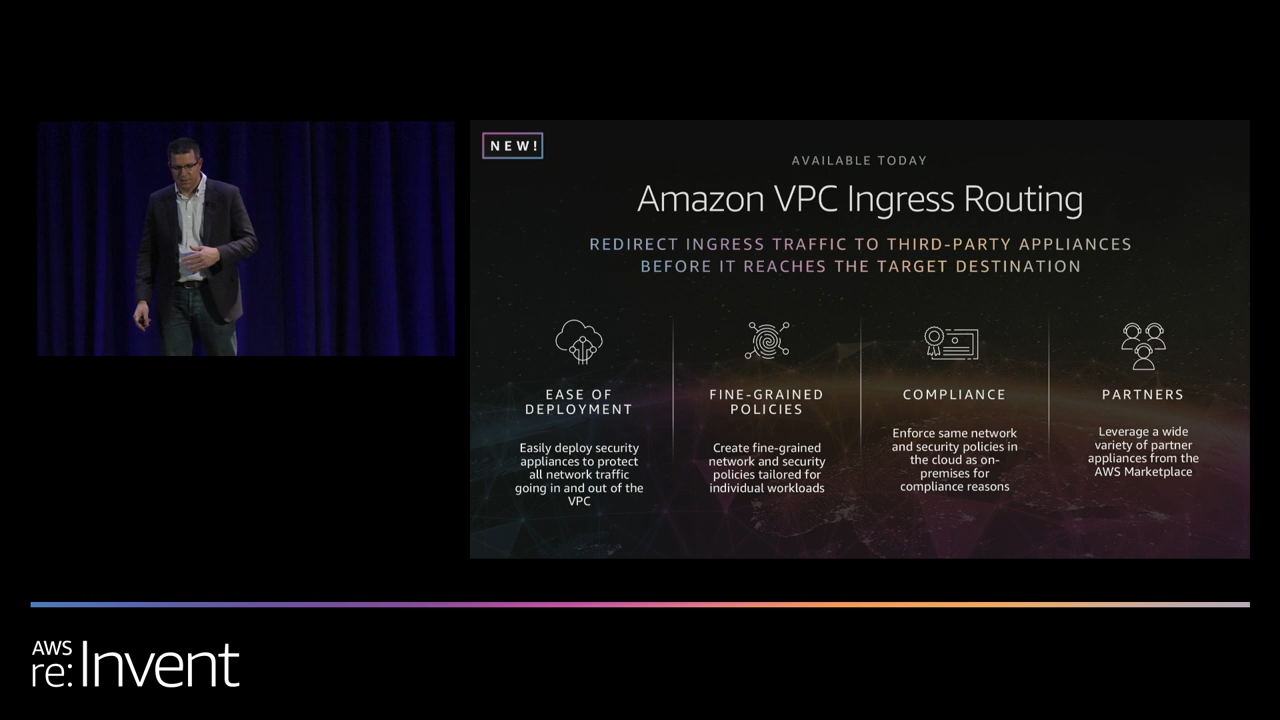 NEW!
AVAILABLE TODAY
Amazon VPC Ingress Routing
REDIRECT INGRESS TRAFFIC TO THIRD-PARTY APPLIANCES
BEFORE IT REACHES THE TARGET DESTINATION
EASE OF
DEPLOYMENT
Easily deploy security
appliances to protect
all network traffic
going in and out of the
VPC
FINE-GRAINED
POLICIES
Create fine-grained
network and security
policies tailored for
individual workloads
COMPLIANCE
Enforce same network
and security policies in
the cloud as on-
premises for
compliance reasons
PARTNERS
Leverage a wide
variety of partner
appliances from the
AWS Marketplace
AWS
re:Invent